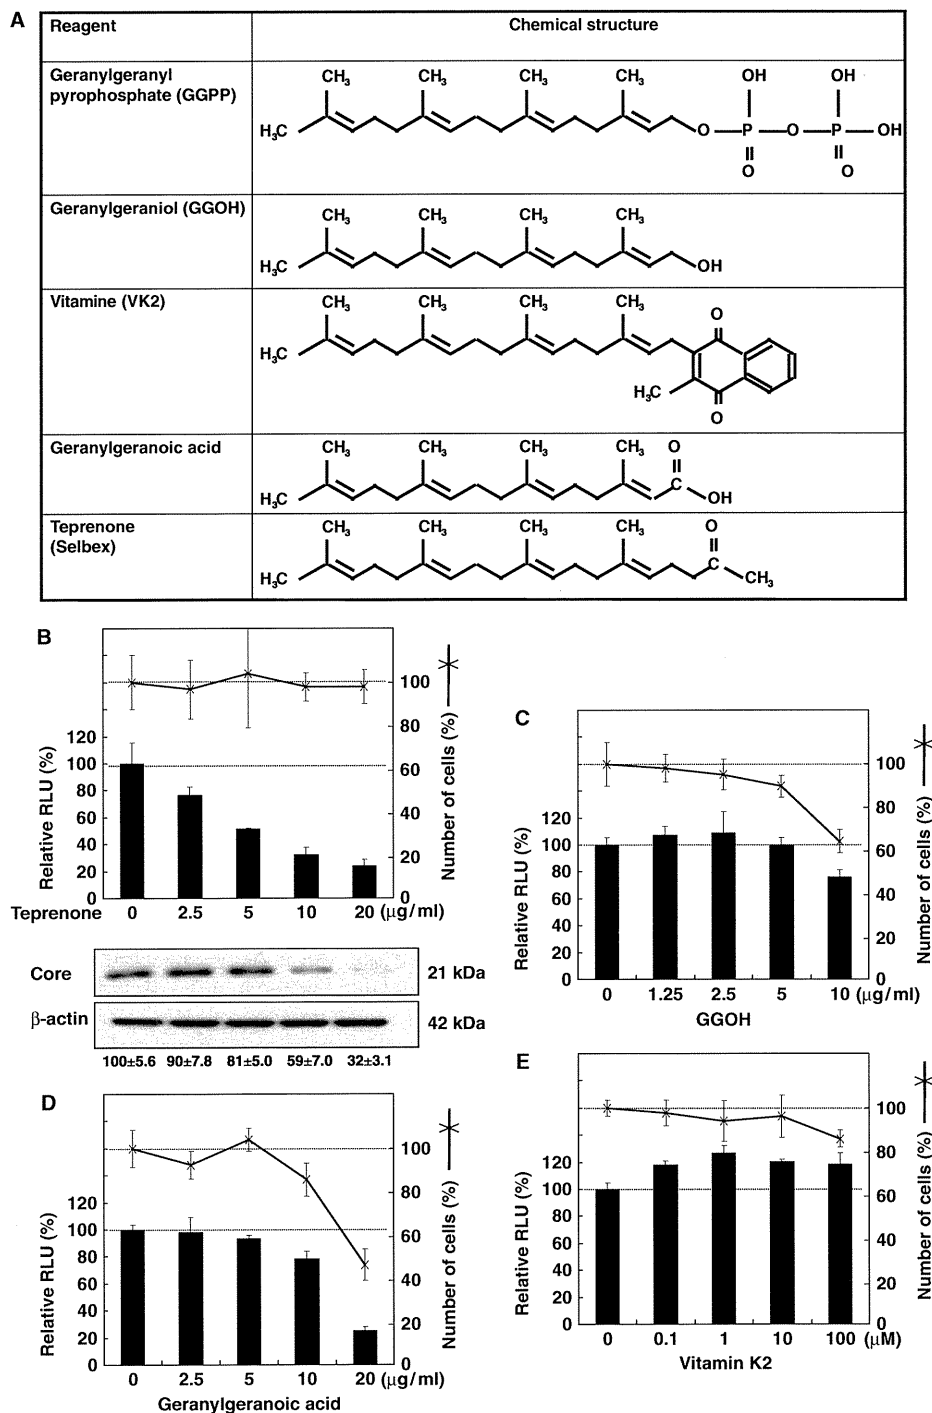 A
Reagent
Chemical structure
Geranylgeranyl
pyrophosphate (GGPP)
CH3 CH3 CH3 CH3 OH OH
H3C O P O P OH
O O
Geranylgeraniol (GGOH)
CH3 CH3 CH3 CH3
H3C OH
Vitamine (VK2)
CH3 CH3 CH3 CH3 O
H3C
H3C
O
Geranylgeranoic acid
CH3 CH3 CH3 CH3 O
C
H3C OH
Teprenone
(Selbex)
CH3 CH3 CH3 CH3 O
C
H3C CH3
B
Relative RLU (%)
120
100
80
60
40
20
0
100
80
60
40
20
0
Number of cells (%)
Teprenone 0 2.5 5 10 20 (μg/ml)
Core 21 kDa
β-actin 42 kDa
100±5.6 90±7.8 81±5.0 59±7.0 32±3.1
C
Relative RLU (%)
120
100
80
60
40
20
0
100
80
60
40
20
0
Number of cells (%)
0 1.25 2.5 5 10 (μg/ml)
GGOH
D
Relative RLU (%)
120
100
80
60
40
20
0
100
80
60
40
20
0
Number of cells (%)
0 2.5 5 10 20 (μg/ml)
Geranylgeranoic acid
E
Relative RLU (%)
120
100
80
60
40
20
0
100
80
60
40
20
0
Number of cells (%)
0 0.1 1 10 100 (μM)
Vitamin K2